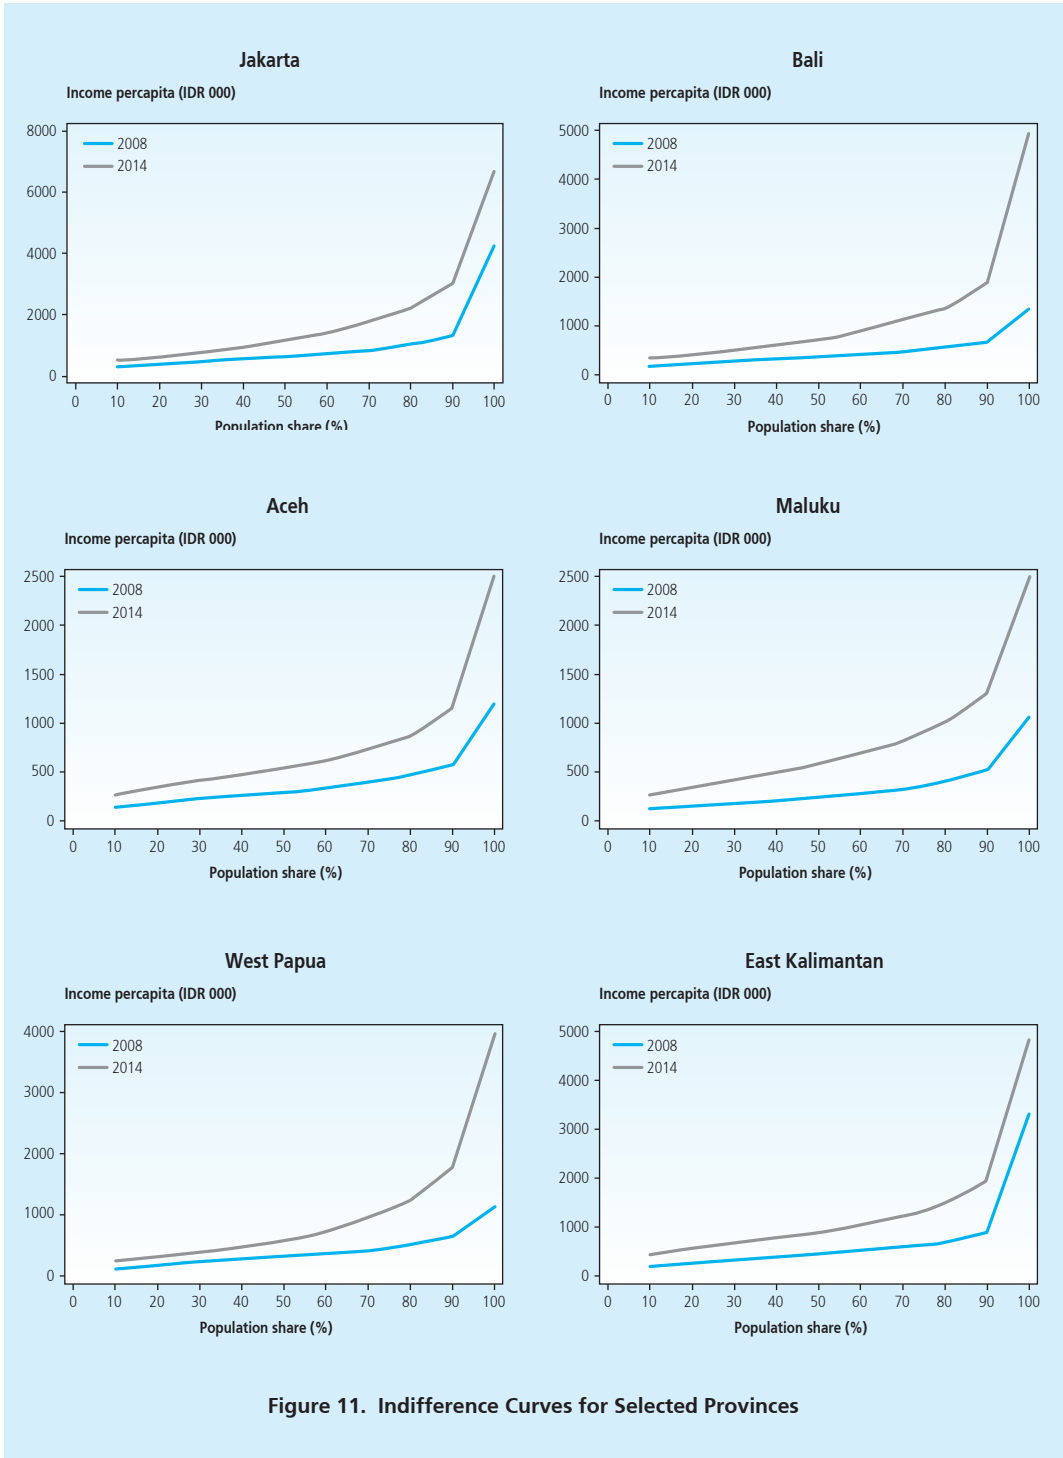 Jakarta
Income percapita (IDR 000)
8000
6000
4000
2000
0
2008
2014
0 10 20 30 40 50 60 70 80 90 100
Population share (%)
Bali
Income percapita (IDR 000)
5000
4000
3000
2000
1000
0
2008
2014
0 10 20 30 40 50 60 70 80 90 100
Population share (%)
Aceh
Income percapita (IDR 000)
2500
2000
1500
1000
500
0
2008
2014
0 10 20 30 40 50 60 70 80 90 100
Population share (%)
Maluku
Income percapita (IDR 000)
2500
2000
1500
1000
500
0
2008
2014
0 10 20 30 40 50 60 70 80 90 100
Population share (%)
West Papua
Income percapita (IDR 000)
4000
3000
2000
1000
0
2008
2014
0 10 20 30 40 50 60 70 80 90 100
Population share (%)
East Kalimantan
Income percapita (IDR 000)
5000
4000
3000
2000
1000
0
2008
2014
0 10 20 30 40 50 60 70 80 90 100
Population share (%)
Figure 11. Indifference Curves for Selected Provinces